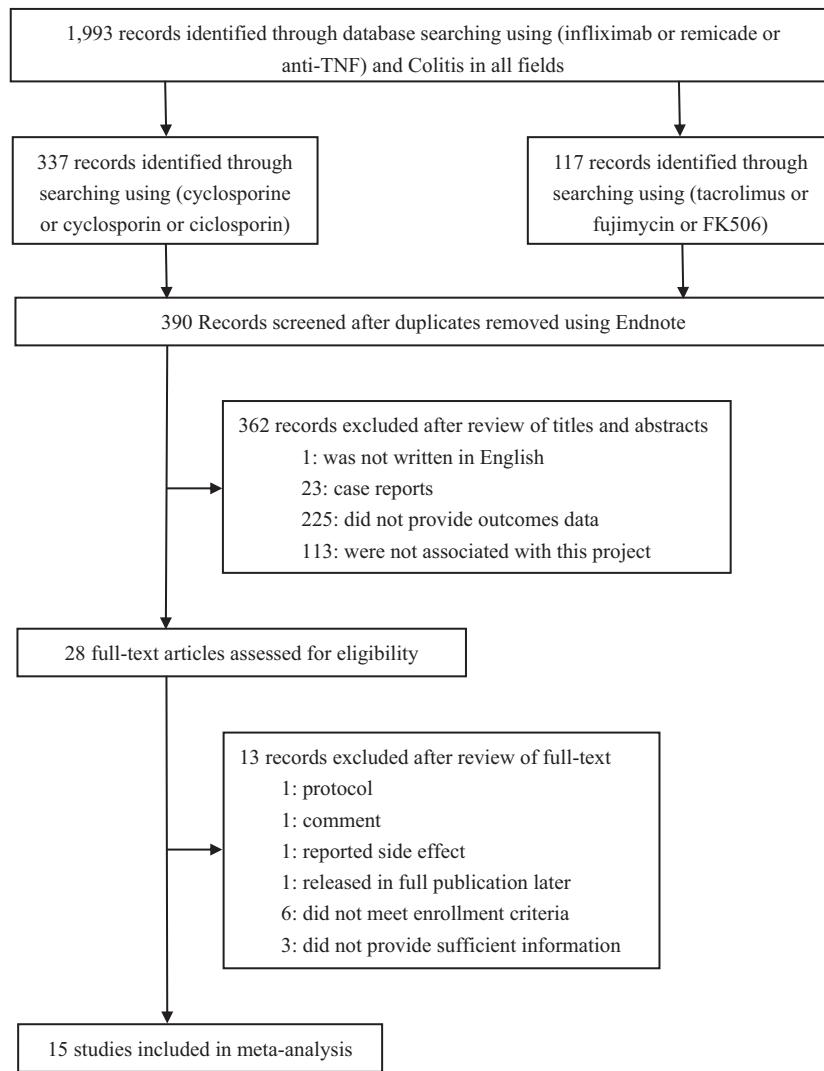 1,993 records identified through database searching using (infliximab or remicade or
anti-TNF) and Colitis in all fields
337 records identified through
searching using (cyclosporine
or cyclosporin or ciclosporin)
117 records identified through
searching using (tacrolimus or
fujimycin or FK506)
390 Records screened after duplicates removed using Endnote
362 records excluded after review of titles and abstracts
1: was not written in English
23: case reports
225: did not provide outcomes data
113: were not associated with this project
28 full-text articles assessed for eligibility
13 records excluded after review of full-text
1: protocol
1: comment
1: reported side effect
1: released in full publication later
6: did not meet enrollment criteria
3: did not provide sufficient information
15 studies included in meta-analysis